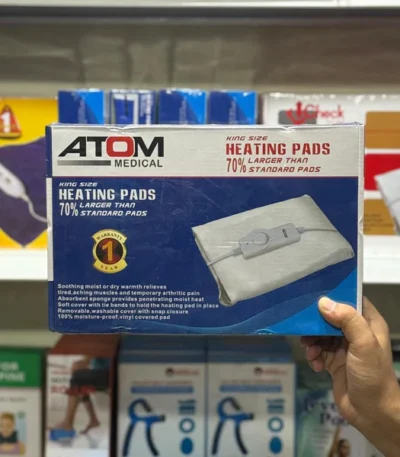 ATOM
MEDICAL
KING SIZE
HEATING PADS
70% LARGER THAN
STANDARD PADS
KING SIZE
HEATING PADS
70% LARGER THAN
STANDARD PADS
WARRANTY
1
YEAR
Soothing moist or dry warmth relieves
tired,aching muscles and temporary arthritic pain
Absorbent sponge provides penetrating moist heat
Soft cover with tie bands to hold the heating pad in place
Removable,washable cover with snap closure
100% moisture-proof,vinyl covered pad
Check
1